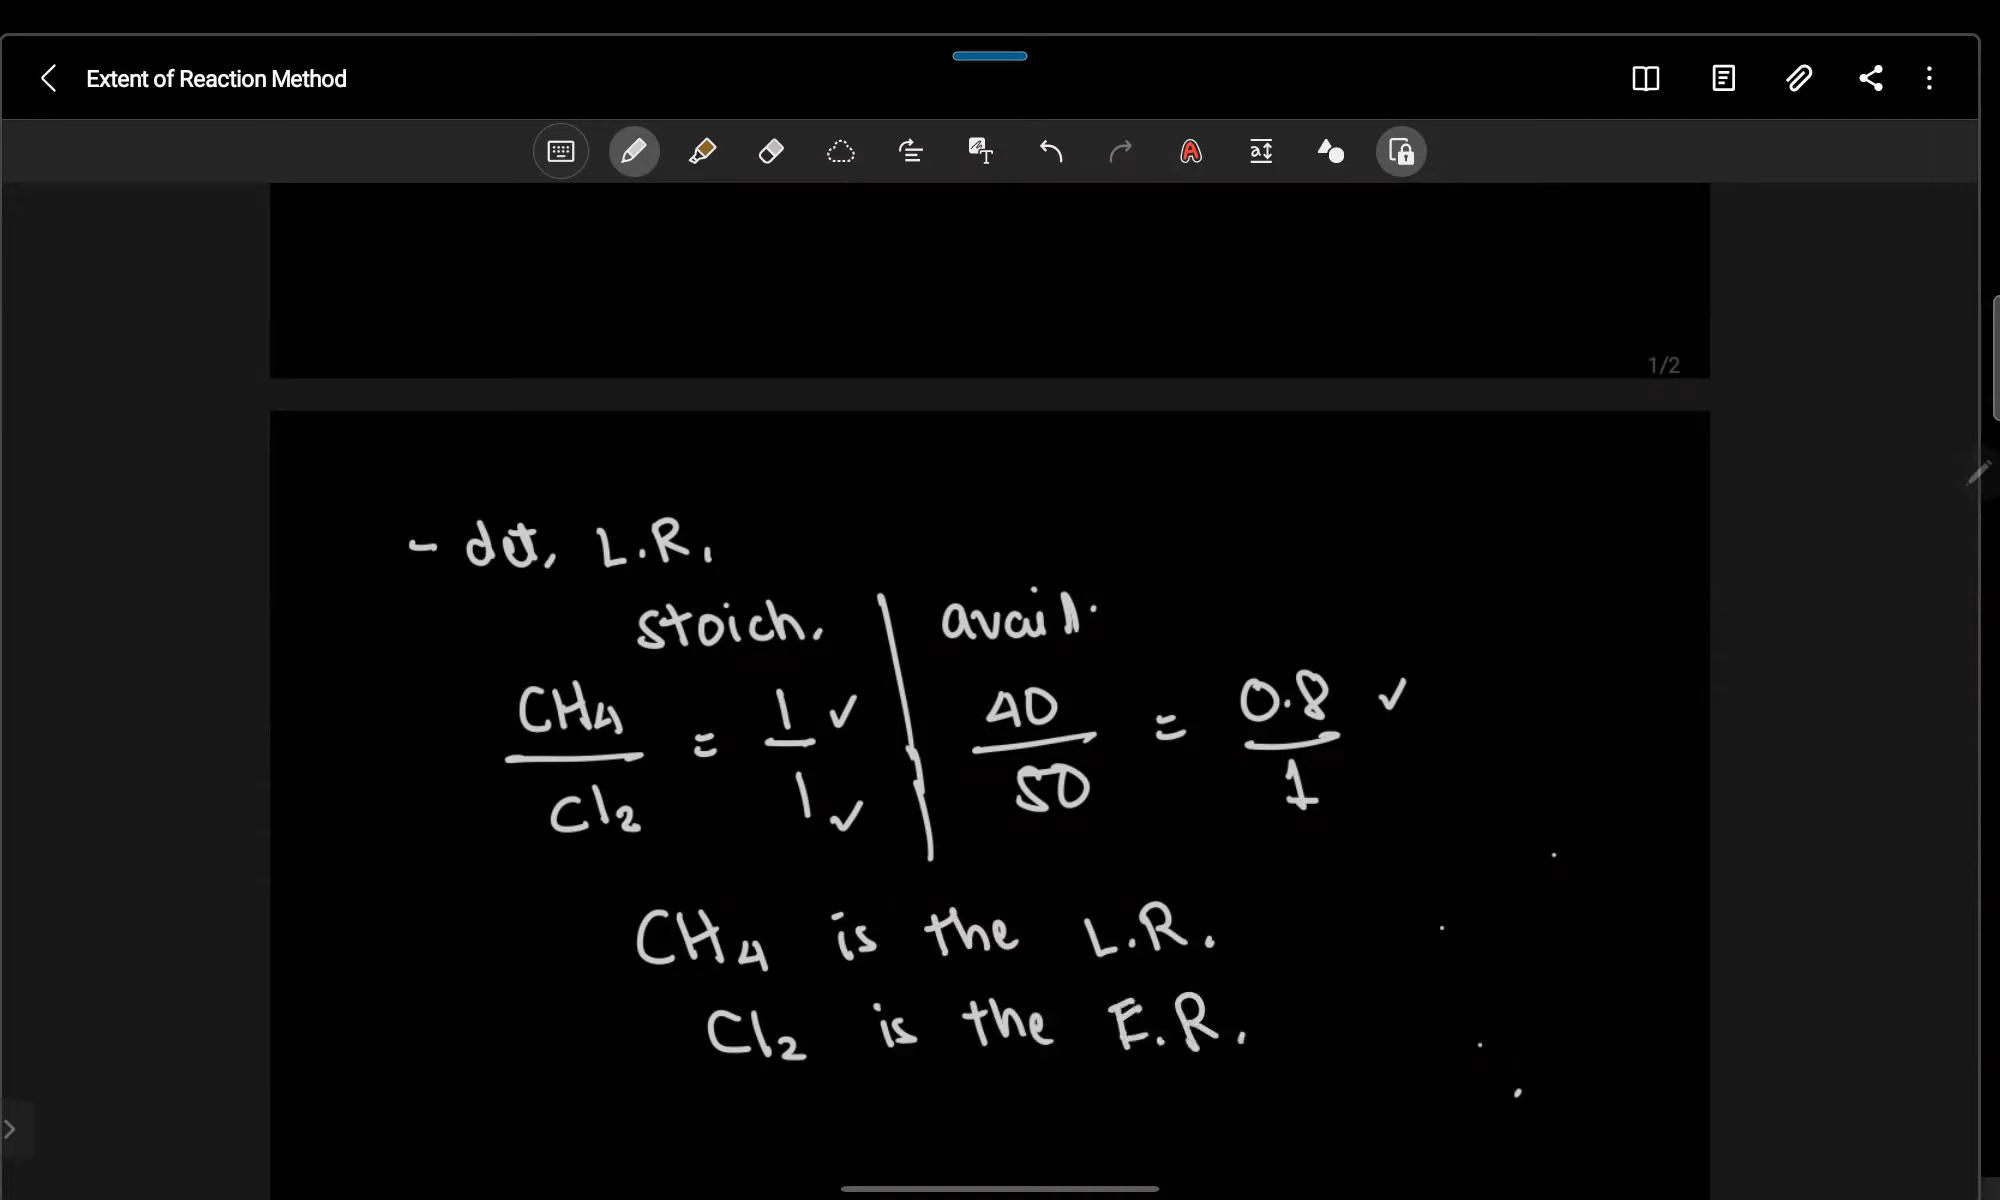 Extent of Reaction Method
1/2
- det, L.R.
stoich. | avail.
CH4/Cl2 = 1/1 | 40/50 = 0.8/1
CH4 is the L.R.
Cl2 is the E.R.